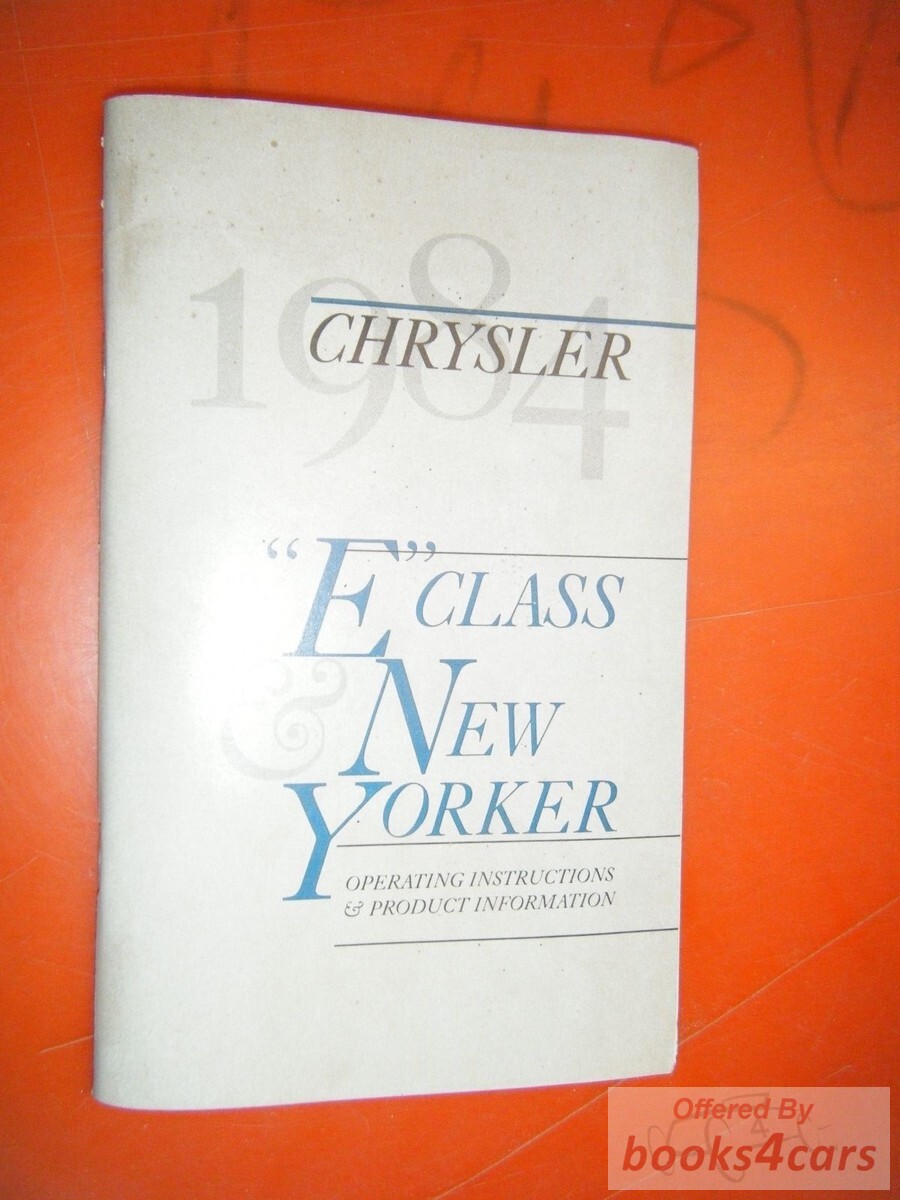 1984
CHRYSLER
"E" CLASS
& NEW
YORKER
OPERATING INSTRUCTIONS
& PRODUCT INFORMATION
Offered By
books4cars